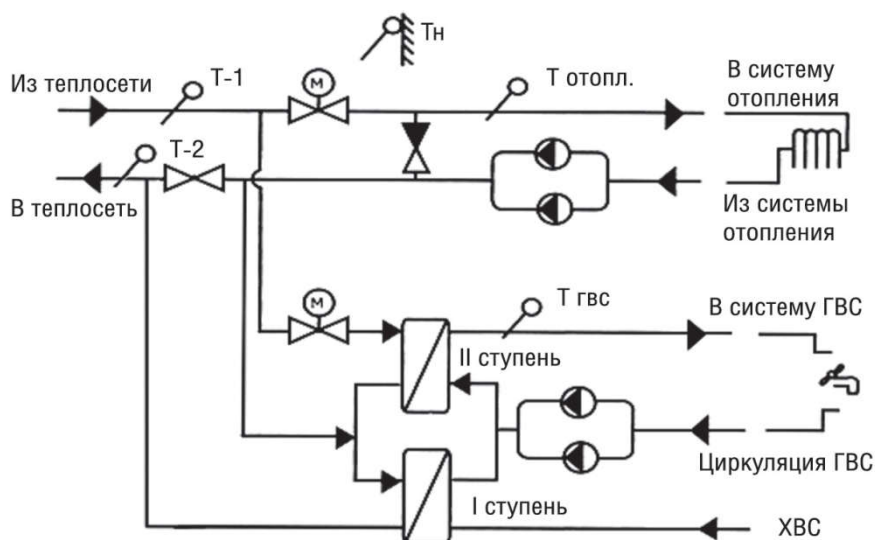 Тн
Из теплосети
Т-1
М
Т отопл.
В систему
отопления
Т-2
В теплосеть
Из системы
отопления
М
Т гвс
В систему ГВС
II ступень
Циркуляция ГВС
I ступень
ХВС